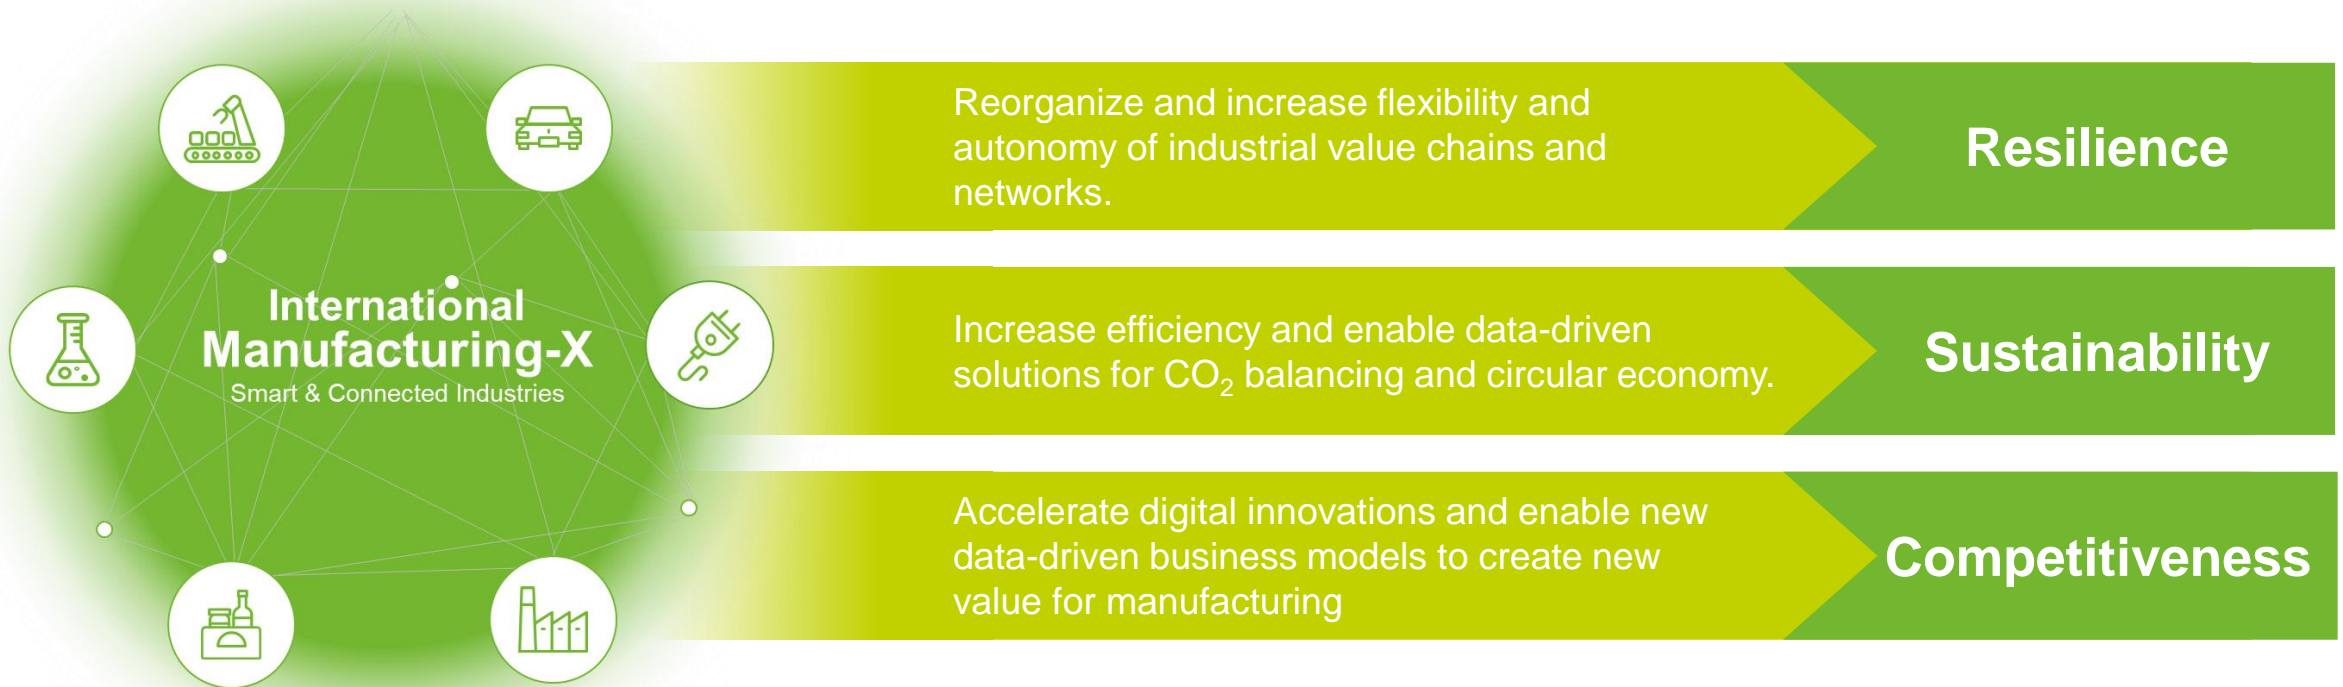 International
Manufacturing-X
Smart & Connected Industries
Reorganize and increase flexibility and
autonomy of industrial value chains and
networks.
Resilience
Increase efficiency and enable data-driven
solutions for CO₂ balancing and circular economy.
Sustainability
Accelerate digital innovations and enable new
data-driven business models to create new
value for manufacturing
Competitiveness